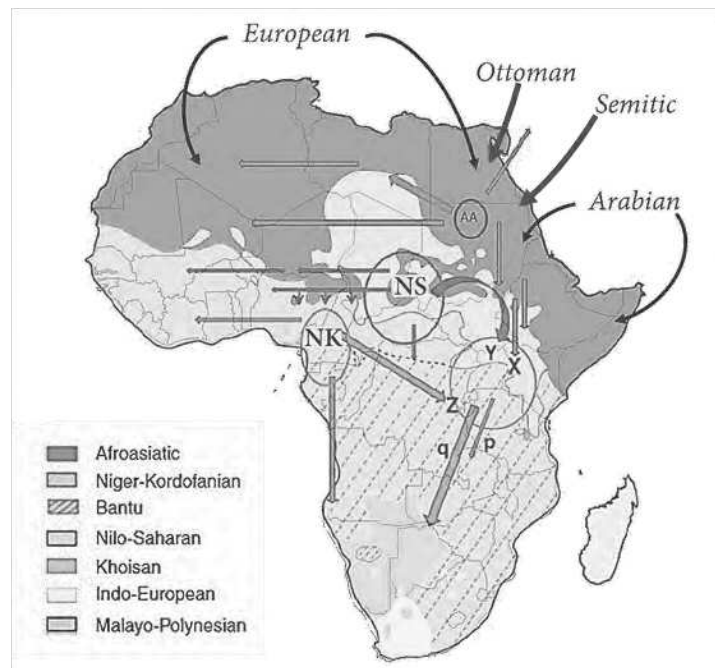 European
Ottoman
Semitic
Arabian
AA
NS
NK
Y
X
Z
q
p
Afroasiatic
Niger-Kordofanian
Bantu
Nilo-Saharan
Khoisan
Indo-European
Malayo-Polynesian